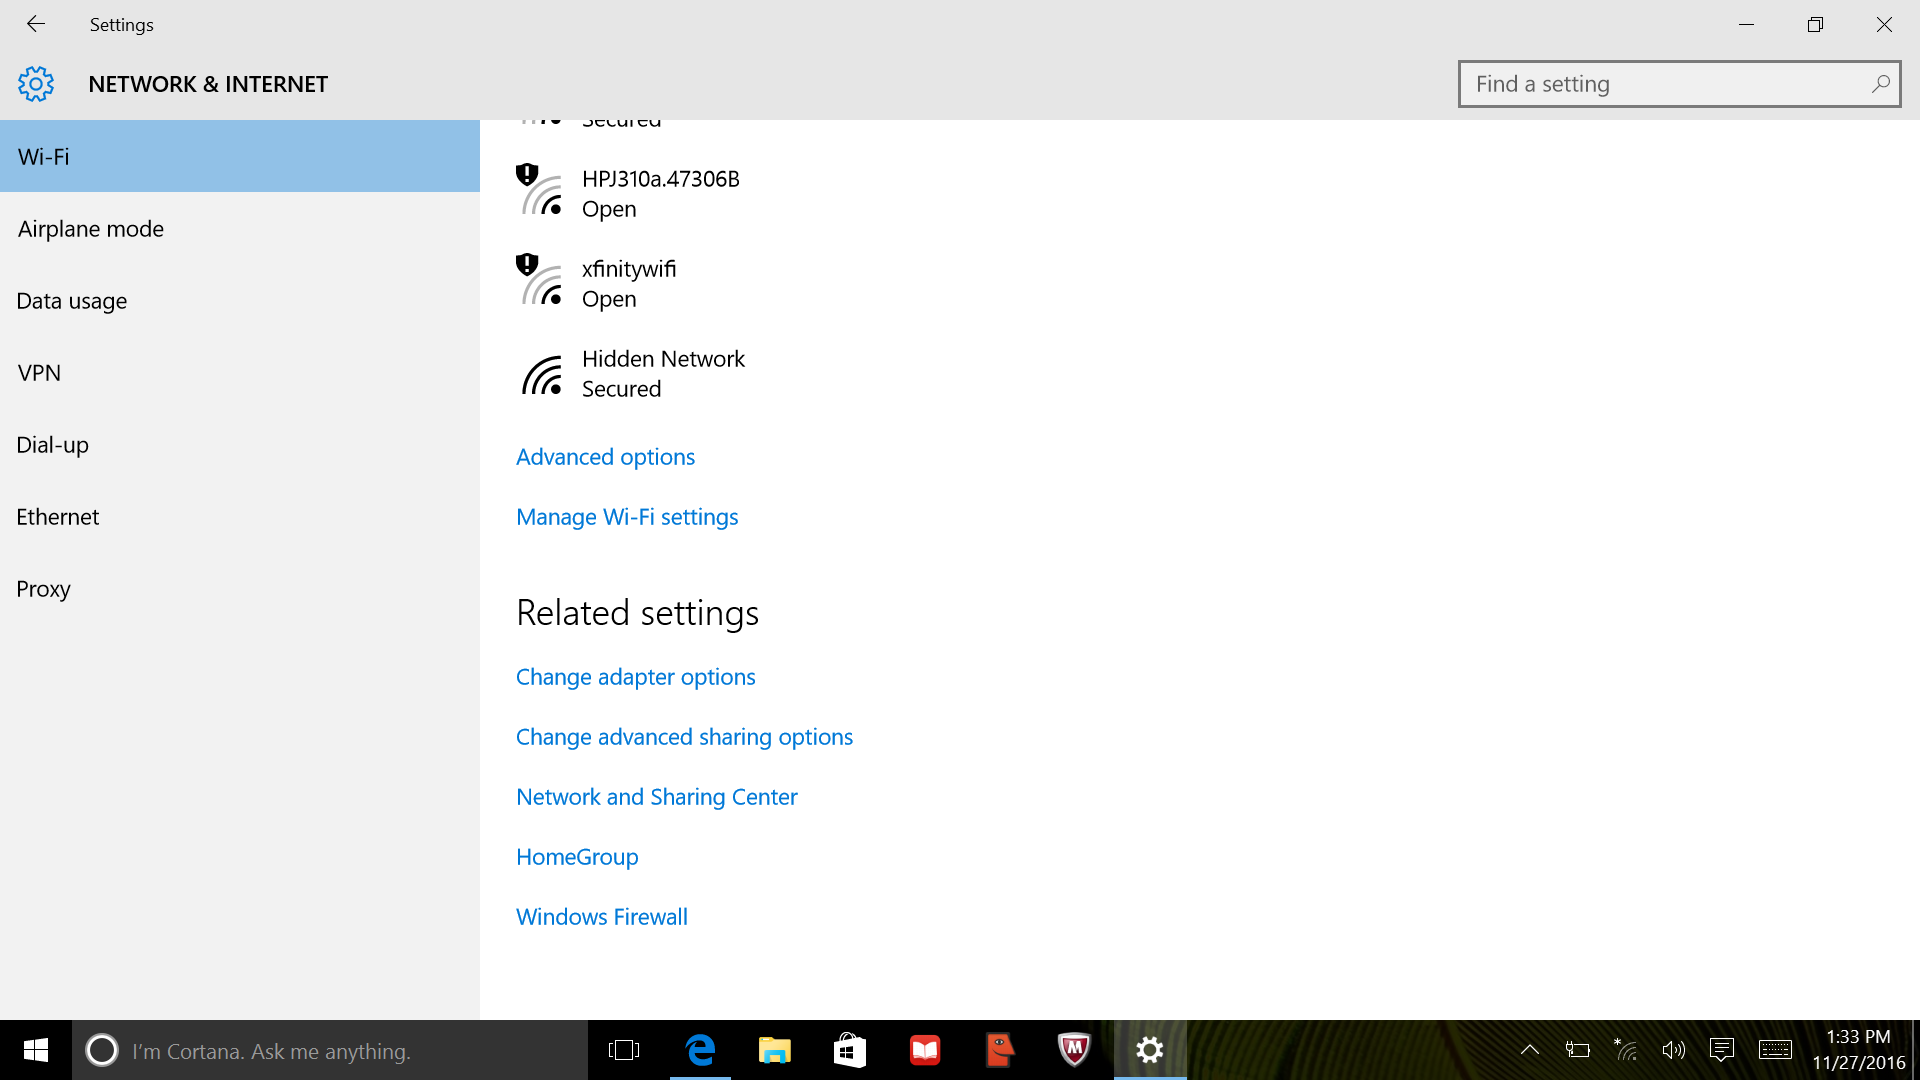 Settings
NETWORK & INTERNET
Find a setting
Wi-Fi
Airplane mode
Data usage
VPN
Dial-up
Ethernet
Proxy
Secured
HPJ310a.47306B
Open
xfinitywifi
Open
Hidden Network
Secured
Advanced options
Manage Wi-Fi settings
Related settings
Change adapter options
Change advanced sharing options
Network and Sharing Center
HomeGroup
Windows Firewall
I'm Cortana. Ask me anything.
1:33 PM
11/27/2016